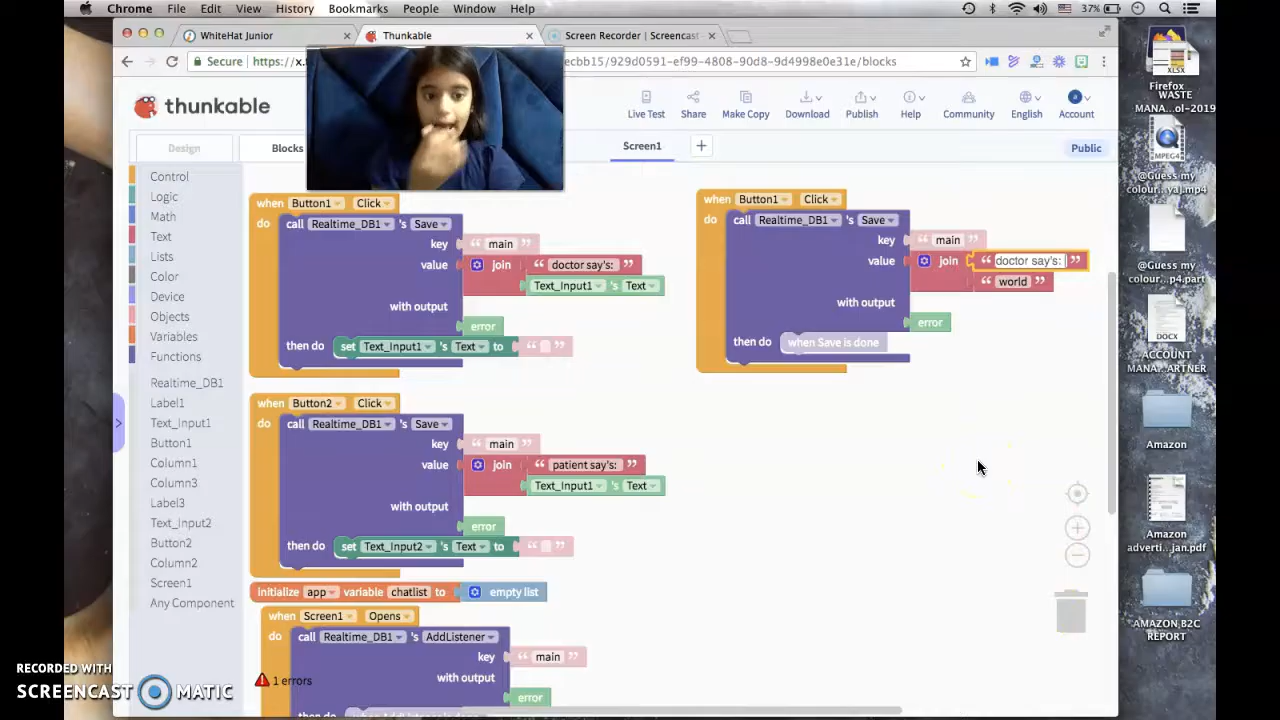 Chrome File Edit View History Bookmarks People Window Help 37%
WhiteHat Junior Thunkable Screen Recorder | Screencast-
Secure https://x. ecbb15/929d0591-ef99-4808-90d8-9d4998e0e31e/blocks
thunkable
Live Test Share Make Copy Download Publish Help Community English Account
Design Blocks Screen1 + Public
Control
Logic
Math
Text
Lists
Color
Device
Objects
Variables
Functions
Realtime_DB1
Label1
Text_Input1
Button1
Column1
Column3
Label3
Text_Input2
Button2
Column2
Screen1
Any Component
when Button1 Click
do call Realtime_DB1 's Save
key “ main ”
value join “ doctor say's: ”
Text_Input1 's Text
with output
error
then do set Text_Input1 's Text to “ ”
when Button2 Click
do call Realtime_DB1 's Save
key “ main ”
value join “ patient say's: ”
Text_Input1 's Text
with output
error
then do set Text_Input2 's Text to “ ”
Initialize app variable chatlist to empty list
when Screen1 Opens
do call Realtime_DB1 's AddListener
key “ main ”
with output
error
1 errors
when Button1 Click
do call Realtime_DB1 's Save
key “ main ”
value join “ doctor say's: ”
“ world ”
with output
error
then do when Save is done
XLSX
Firefox
WASTE
MANA...ol-2019
MPEG4
@Guess my
@Guess my
colour...p4.part
DOCX
ACCOUNT
MANA...ARTNER
Amazon
Amazon
adverti...jan.pdf
AMAZON B2C
REPORT
RECORDED WITH
SCREENCAST MATIC